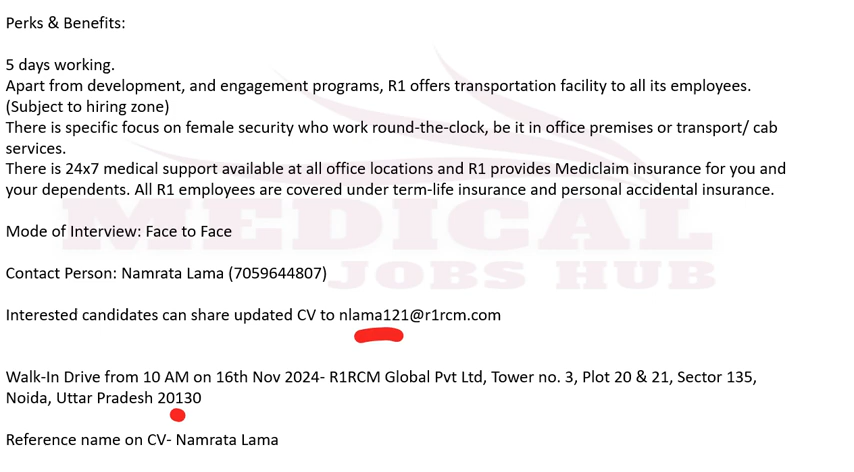 Perks & Benefits:
5 days working.
Apart from development, and engagement programs, R1 offers transportation facility to all its employees.
(Subject to hiring zone)
There is specific focus on female security who work round-the-clock, be it in office premises or transport/ cab
services.
There is 24x7 medical support available at all office locations and R1 provides Mediclaim insurance for you and
your dependents. All R1 employees are covered under term-life insurance and personal accidental insurance.
MEDICAL
Mode of Interview: Face to Face
JOBS HUB
Contact Person: Namrata Lama (7059644807)
Interested candidates can share updated CV to nlama121@r1rcm.com
Walk-In Drive from 10 AM on 16th Nov 2024- R1RCM Global Pvt Ltd, Tower no. 3, Plot 20 & 21, Sector 135,
Noida, Uttar Pradesh 20130
Reference name on CV- Namrata Lama